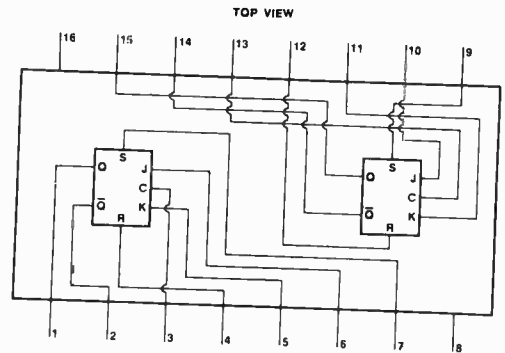 TOP VIEW
16 15 14 13 12 11 10 9
S
Q J
C
Q̅ K
R
S
Q J
C
Q̅ K
R
1 2 3 4 5 6 7 8